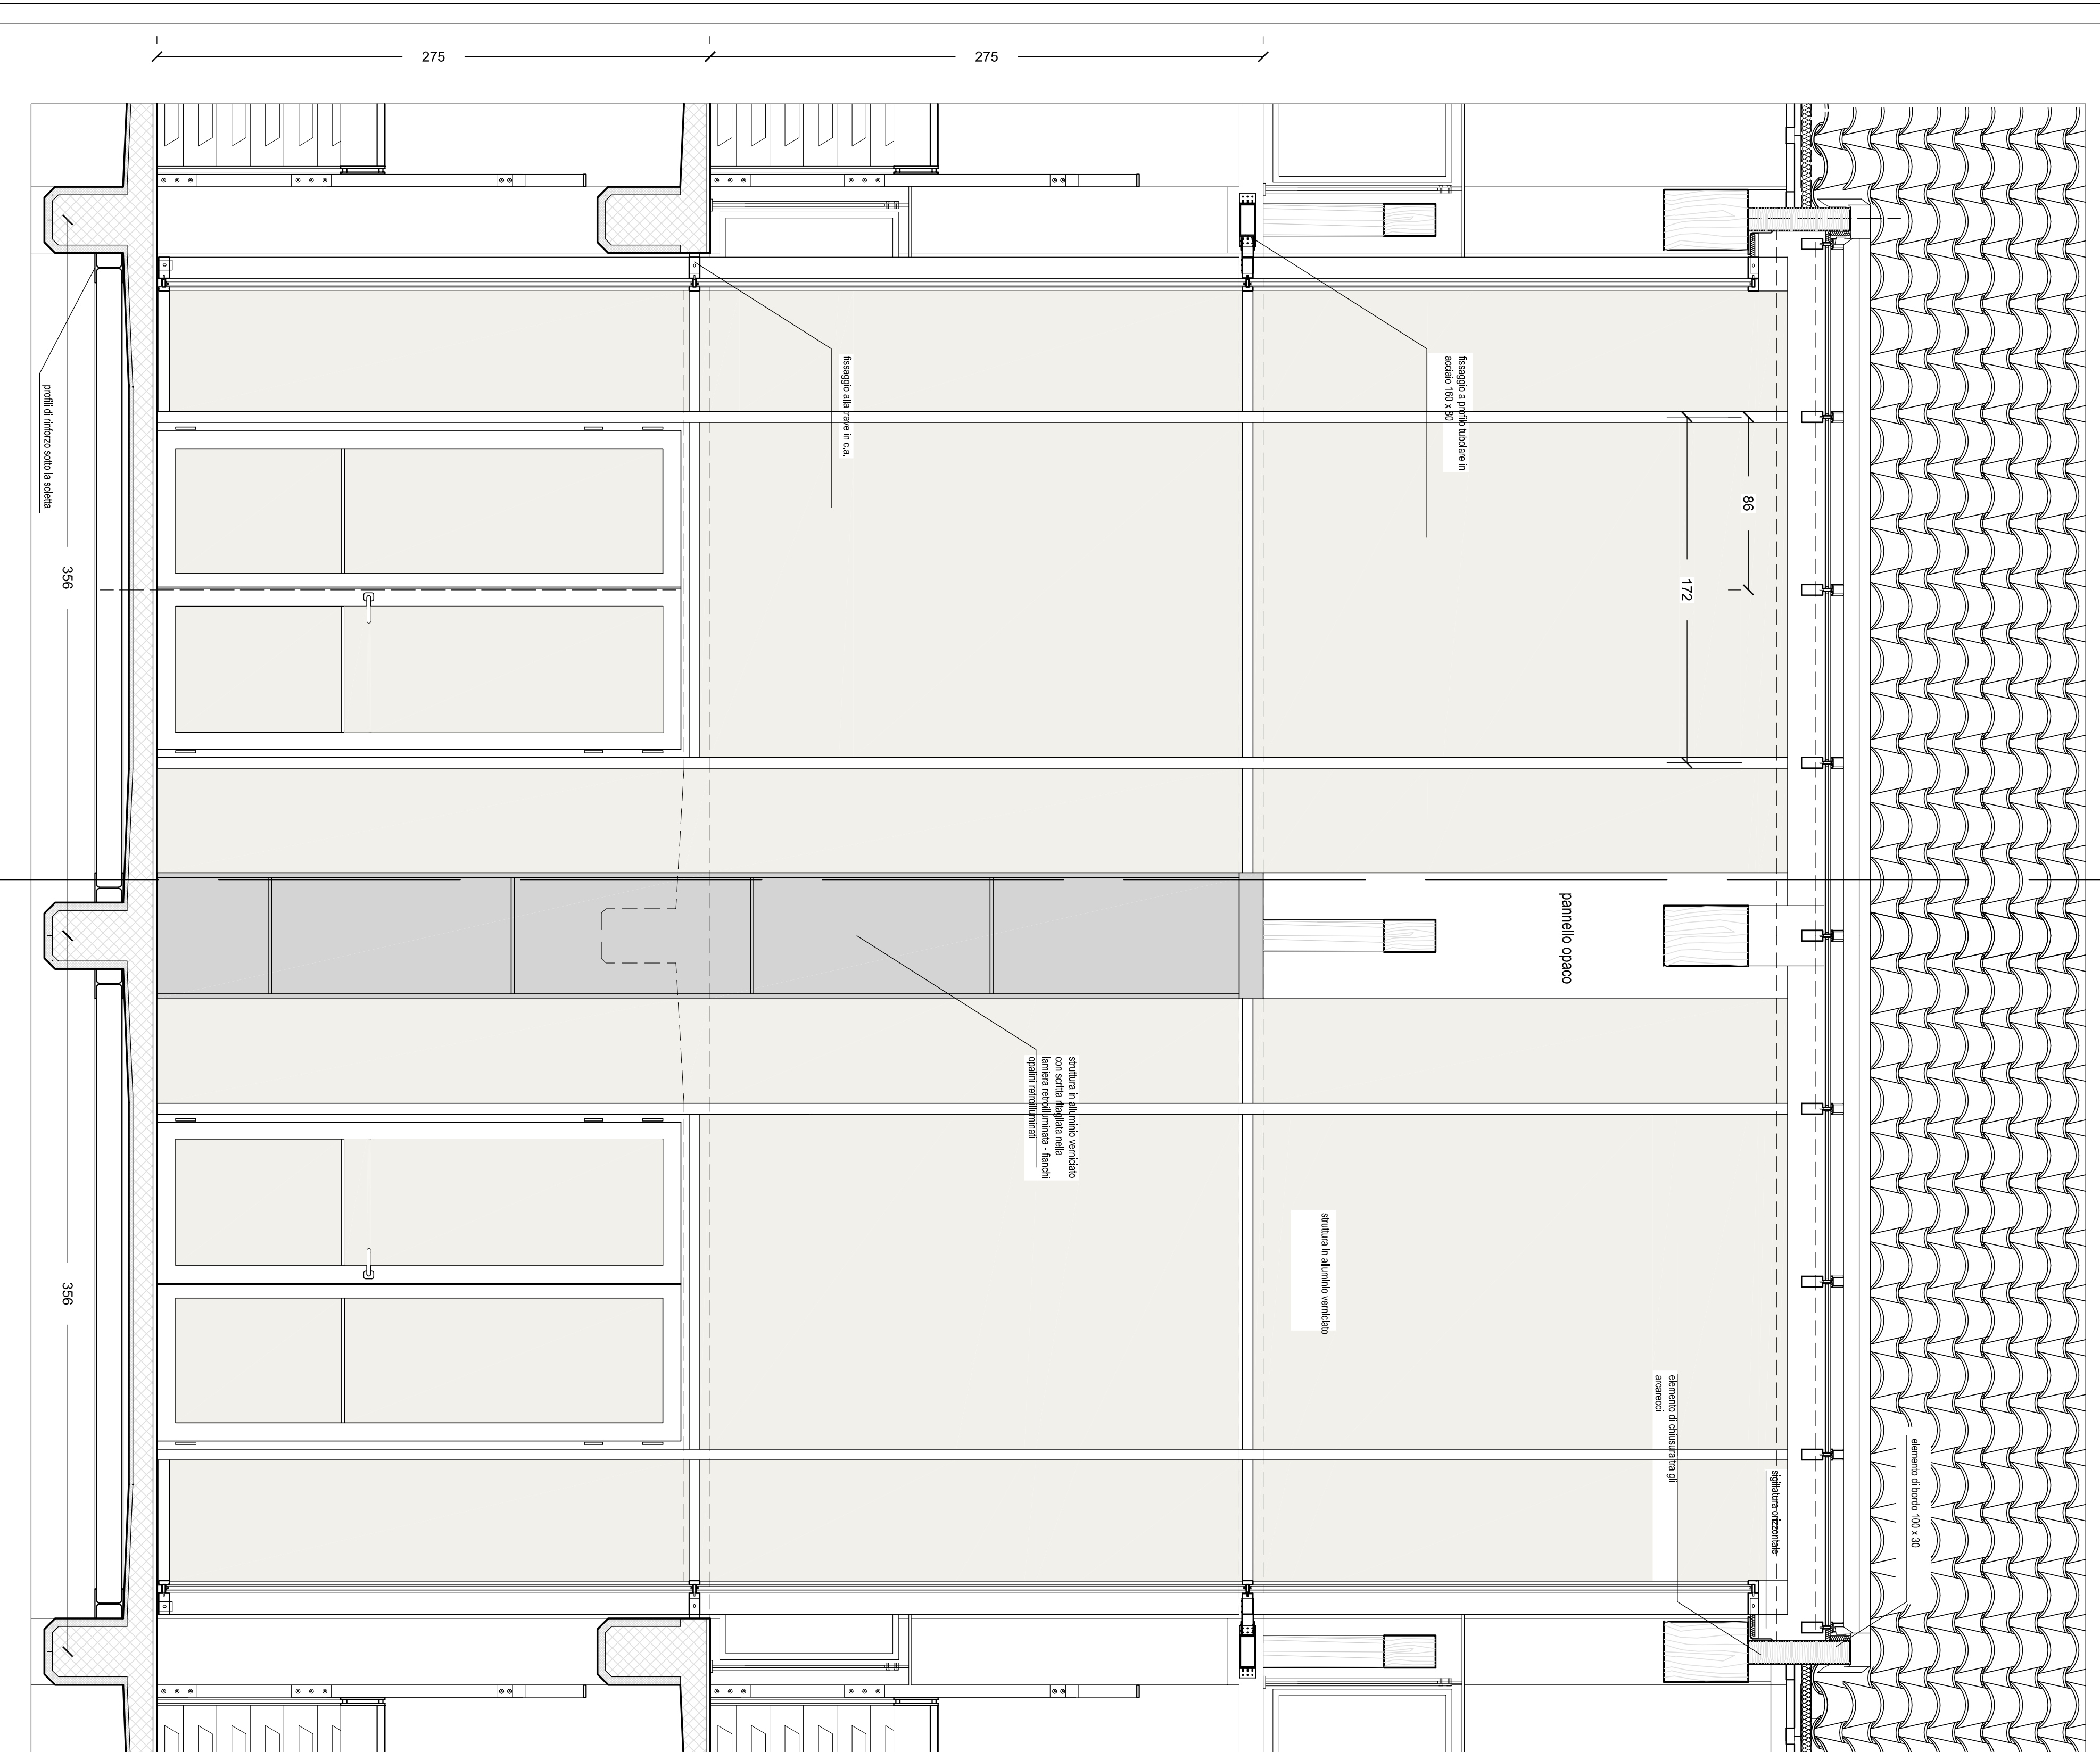 275
275
fissaggio alla trave in c.a.
fissaggio a profilo tubolare in
acciaio 160 x 80
profili di rinforzo sotto la soletta
86
172
356
pannello opaco
struttura in alluminio verniciato
con scritta ritagliata nella
lamiera retroilluminata - fianchi
opallini retroilluminati
struttura in alluminio verniciato
356
elemento di chiusura tra gli
arcarecci
elemento di bordo 100 x 30
sigillatura orizzontale